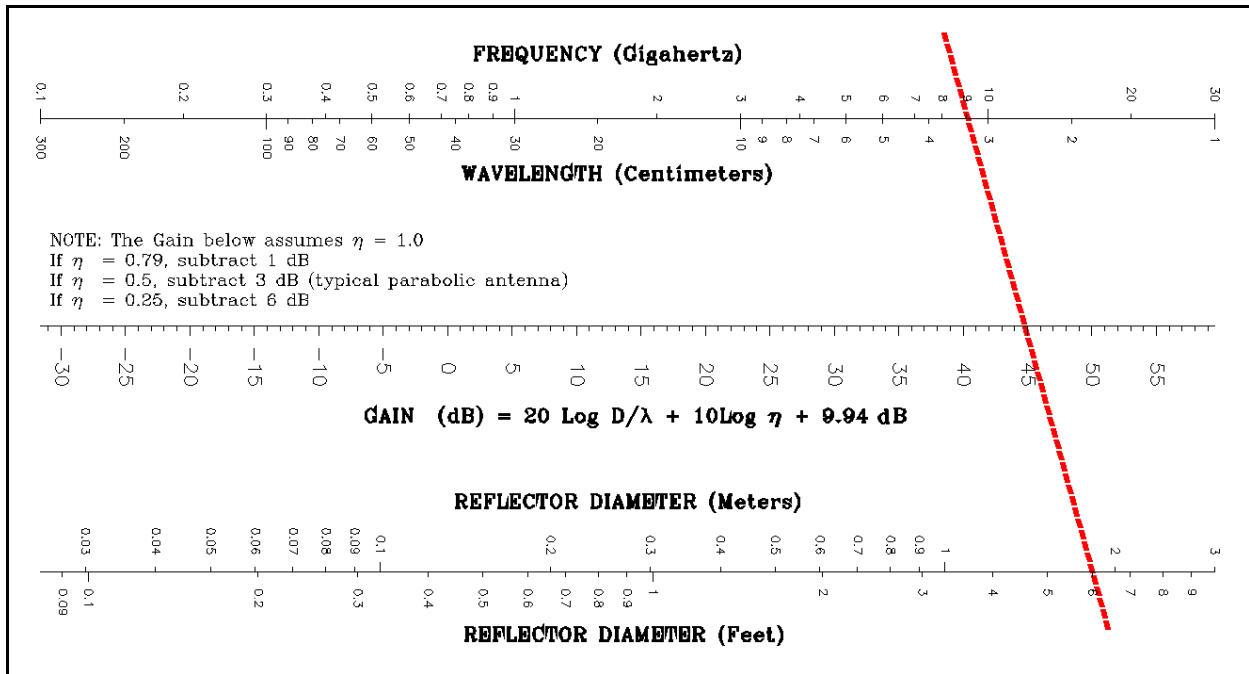 FREQUENCY (Gigahertz)
0.1 0.2 0.3 0.4 0.5 0.6 0.7 0.8 0.9 1 2 3 4 5 6 7 8 9 10 20 30
300 200 100 90 80 70 60 50 40 30 20 10 9 8 7 6 5 4 3 2 1
WAVELENGTH (Centimeters)
NOTE: The Gain below assumes η = 1.0
If η = 0.79, subtract 1 dB
If η = 0.5, subtract 3 dB (typical parabolic antenna)
If η = 0.25, subtract 6 dB
-30 -25 -20 -15 -10 -5 0 5 10 15 20 25 30 35 40 45 50 55
GAIN (dB) = 20 Log D/λ + 10Log η + 9.94 dB
REFLECTOR DIAMETER (Meters)
0.03 0.04 0.05 0.06 0.07 0.08 0.09 0.1 0.2 0.3 0.4 0.5 0.6 0.7 0.8 0.9 1 2 3
0.09 0.1 0.2 0.3 0.4 0.5 0.6 0.7 0.8 0.9 1 2 3 4 5 6 7 8 9
REFLECTOR DIAMETER (Feet)